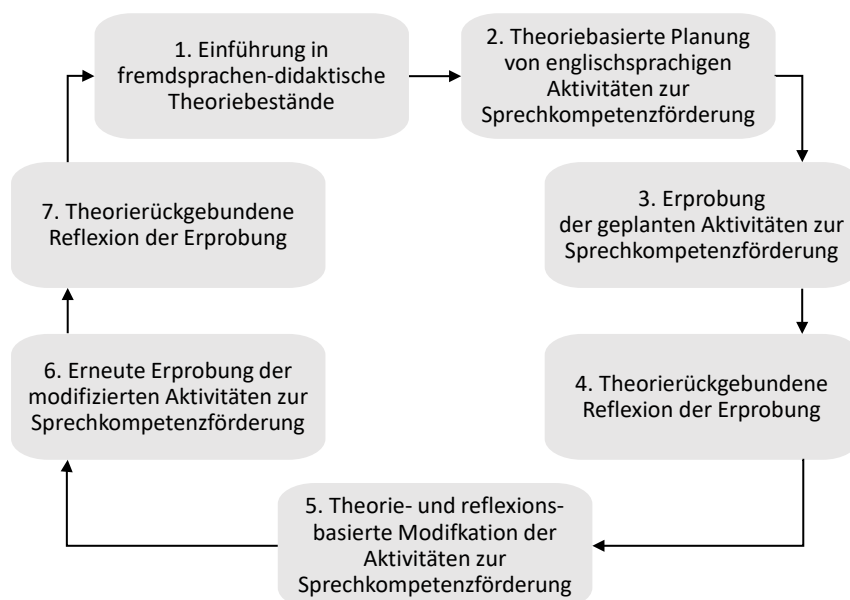 1. Einführung in
fremdsprachen-didaktische
Theoriebestände
2. Theoriebasierte Planung
von englischsprachigen
Aktivitäten zur
Sprechkompetenzförderung
3. Erprobung
der geplanten Aktivitäten zur
Sprechkompetenzförderung
4. Theorierückgebundene
Reflexion der Erprobung
5. Theorie- und reflexions-
basierte Modifkation der
Aktivitäten zur
Sprechkompetenzförderung
6. Erneute Erprobung der
modifizierten Aktivitäten zur
Sprechkompetenzförderung
7. Theorierückgebundene
Reflexion der Erprobung